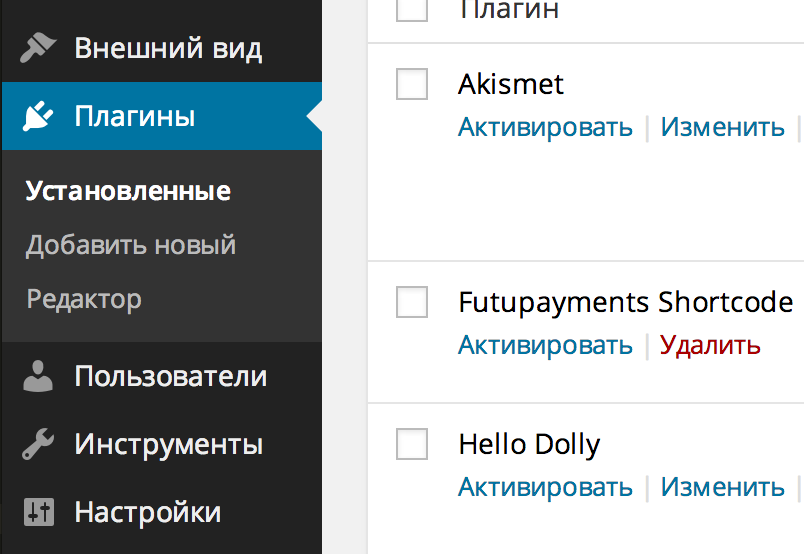 Внешний вид
Плагины
Установленные
Добавить новый
Редактор
Пользователи
Инструменты
Настройки
Плагин
Akismet
Активировать | Изменить |
Futupayments Shortcode
Активировать | Удалить
Hello Dolly
Активировать | Изменить |